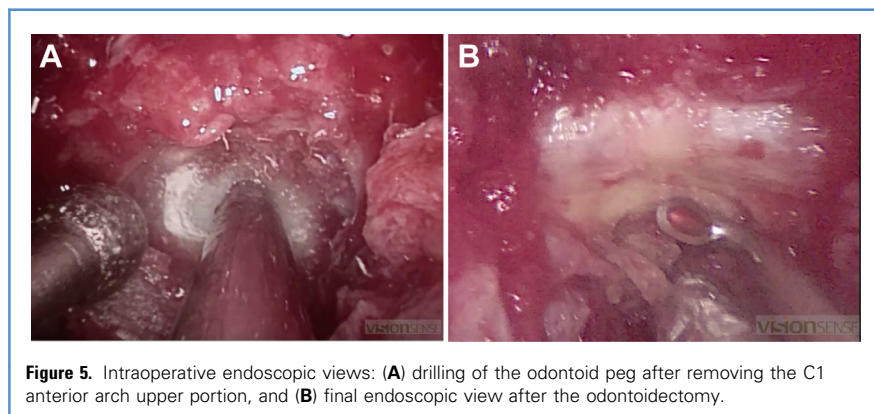 A
B
VISIONSENSE
VISIONSENSE
Figure 5. Intraoperative endoscopic views: (A) drilling of the odontoid peg after removing the C1
anterior arch upper portion, and (B) final endoscopic view after the odontoidectomy.